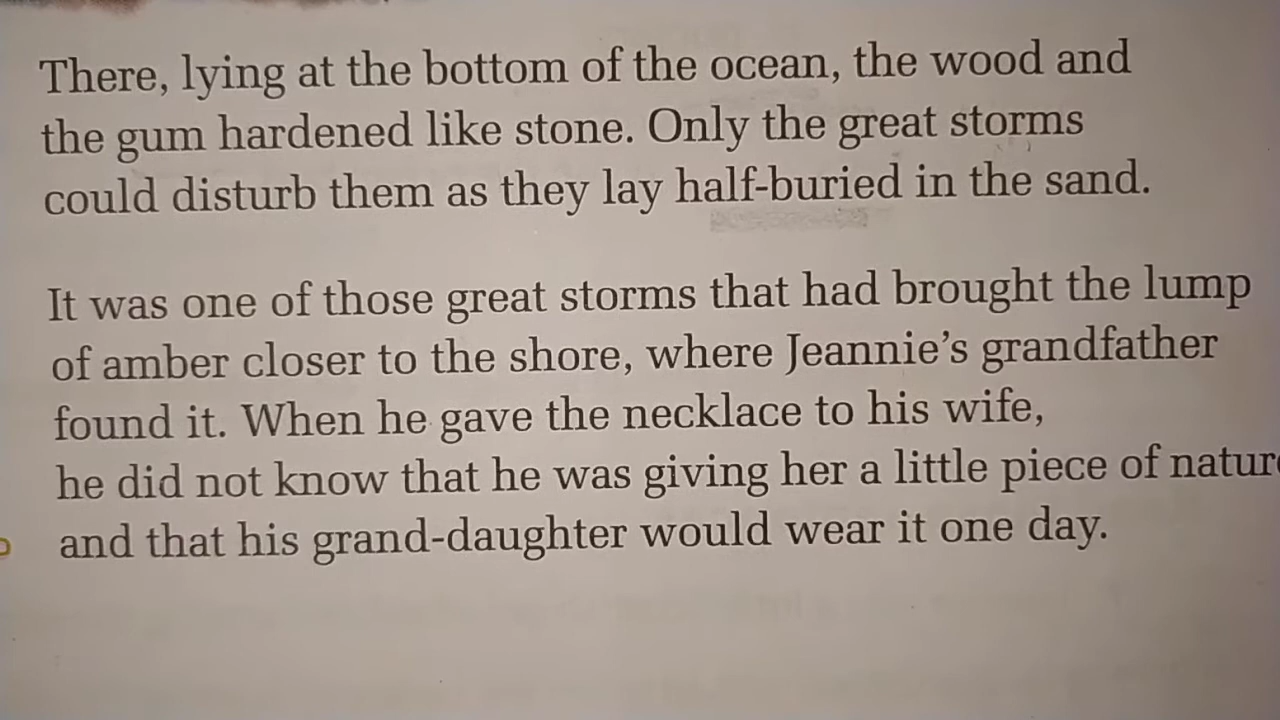 There, lying at the bottom of the ocean, the wood and
the gum hardened like stone. Only the great storms
could disturb them as they lay half-buried in the sand.
It was one of those great storms that had brought the lump
of amber closer to the shore, where Jeannie's grandfather
found it. When he gave the necklace to his wife,
he did not know that he was giving her a little piece of natur
and that his grand-daughter would wear it one day.